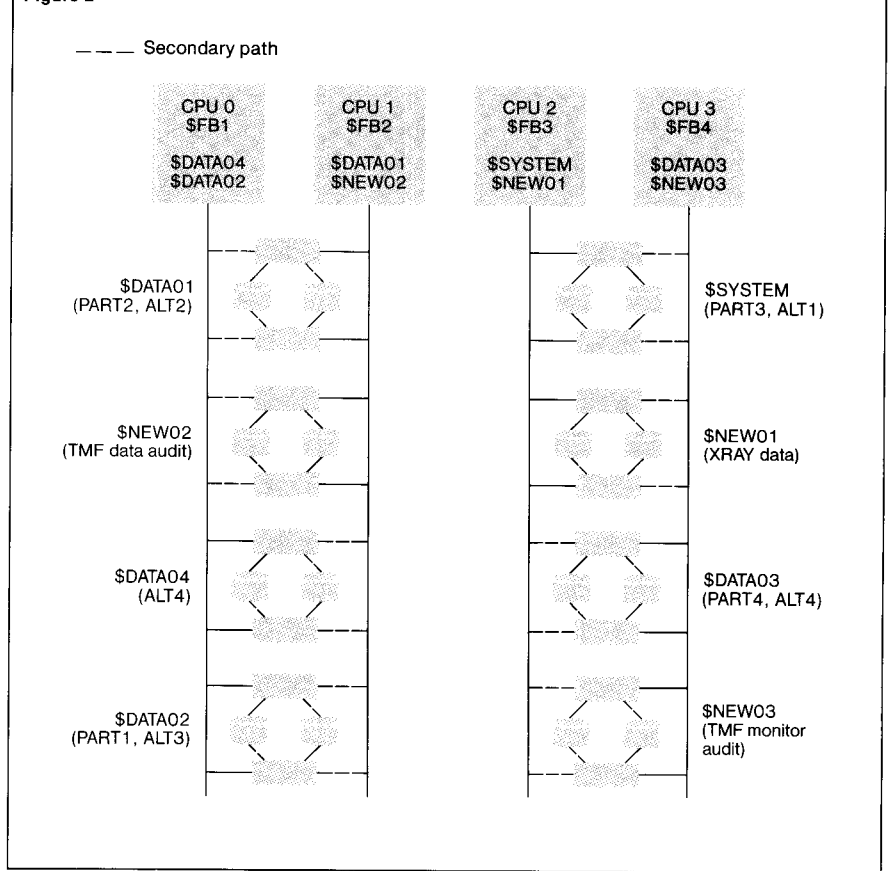 — — — Secondary path
CPU 0
$FB1
$DATA04
$DATA02
CPU 1
$FB2
$DATA01
$NEW02
CPU 2
$FB3
$SYSTEM
$NEW01
CPU 3
$FB4
$DATA03
$NEW03
$DATA01
(PART2, ALT2)
$SYSTEM
(PART3, ALT1)
$NEW02
(TMF data audit)
$NEW01
(XRAY data)
$DATA04
(ALT4)
$DATA03
(PART4, ALT4)
$DATA02
(PART1, ALT3)
$NEW03
(TMF monitor
audit)